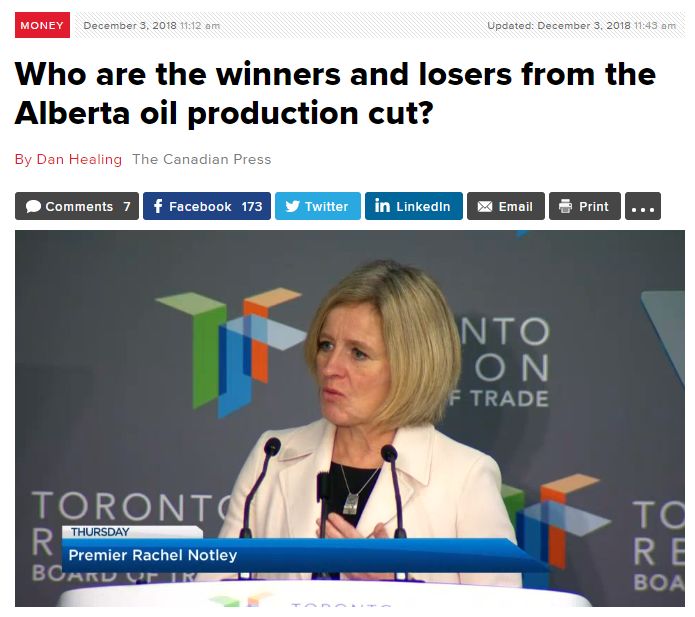 MONEY December 3, 2018 11:12 am Updated: December 3, 2018 11:43 am
Who are the winners and losers from the
Alberta oil production cut?
By Dan Healing The Canadian Press
Comments 7 Facebook 173 Twitter LinkedIn Email Print ...
NTO
ON
F TRADE
TORONTO
R
BOARD OF TR
THURSDAY
Premier Rachel Notley
TO
RE
BOA
TORONTO